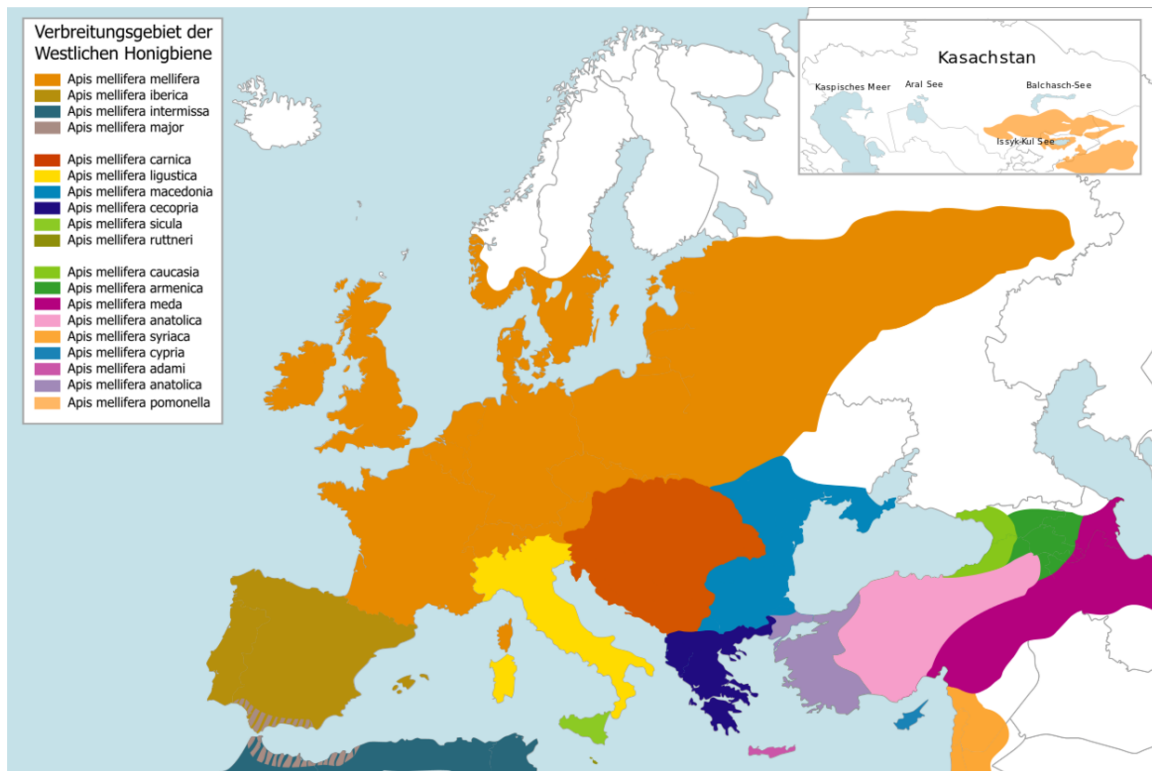 Verbreitungsgebiet der
Westlichen Honigbiene
Apis mellifera mellifera
Apis mellifera iberica
Apis mellifera intermissa
Apis mellifera major
Apis mellifera carnica
Apis mellifera ligustica
Apis mellifera macedonia
Apis mellifera cecopria
Apis mellifera sicula
Apis mellifera ruttneri
Apis mellifera caucasia
Apis mellifera armenica
Apis mellifera meda
Apis mellifera anatolica
Apis mellifera syriaca
Apis mellifera cypria
Apis mellifera adami
Apis mellifera anatolica
Apis mellifera pomonella
Kasachstan
Kaspisches Meer
Aral See
Balchasch-See
Issyk-Kul See